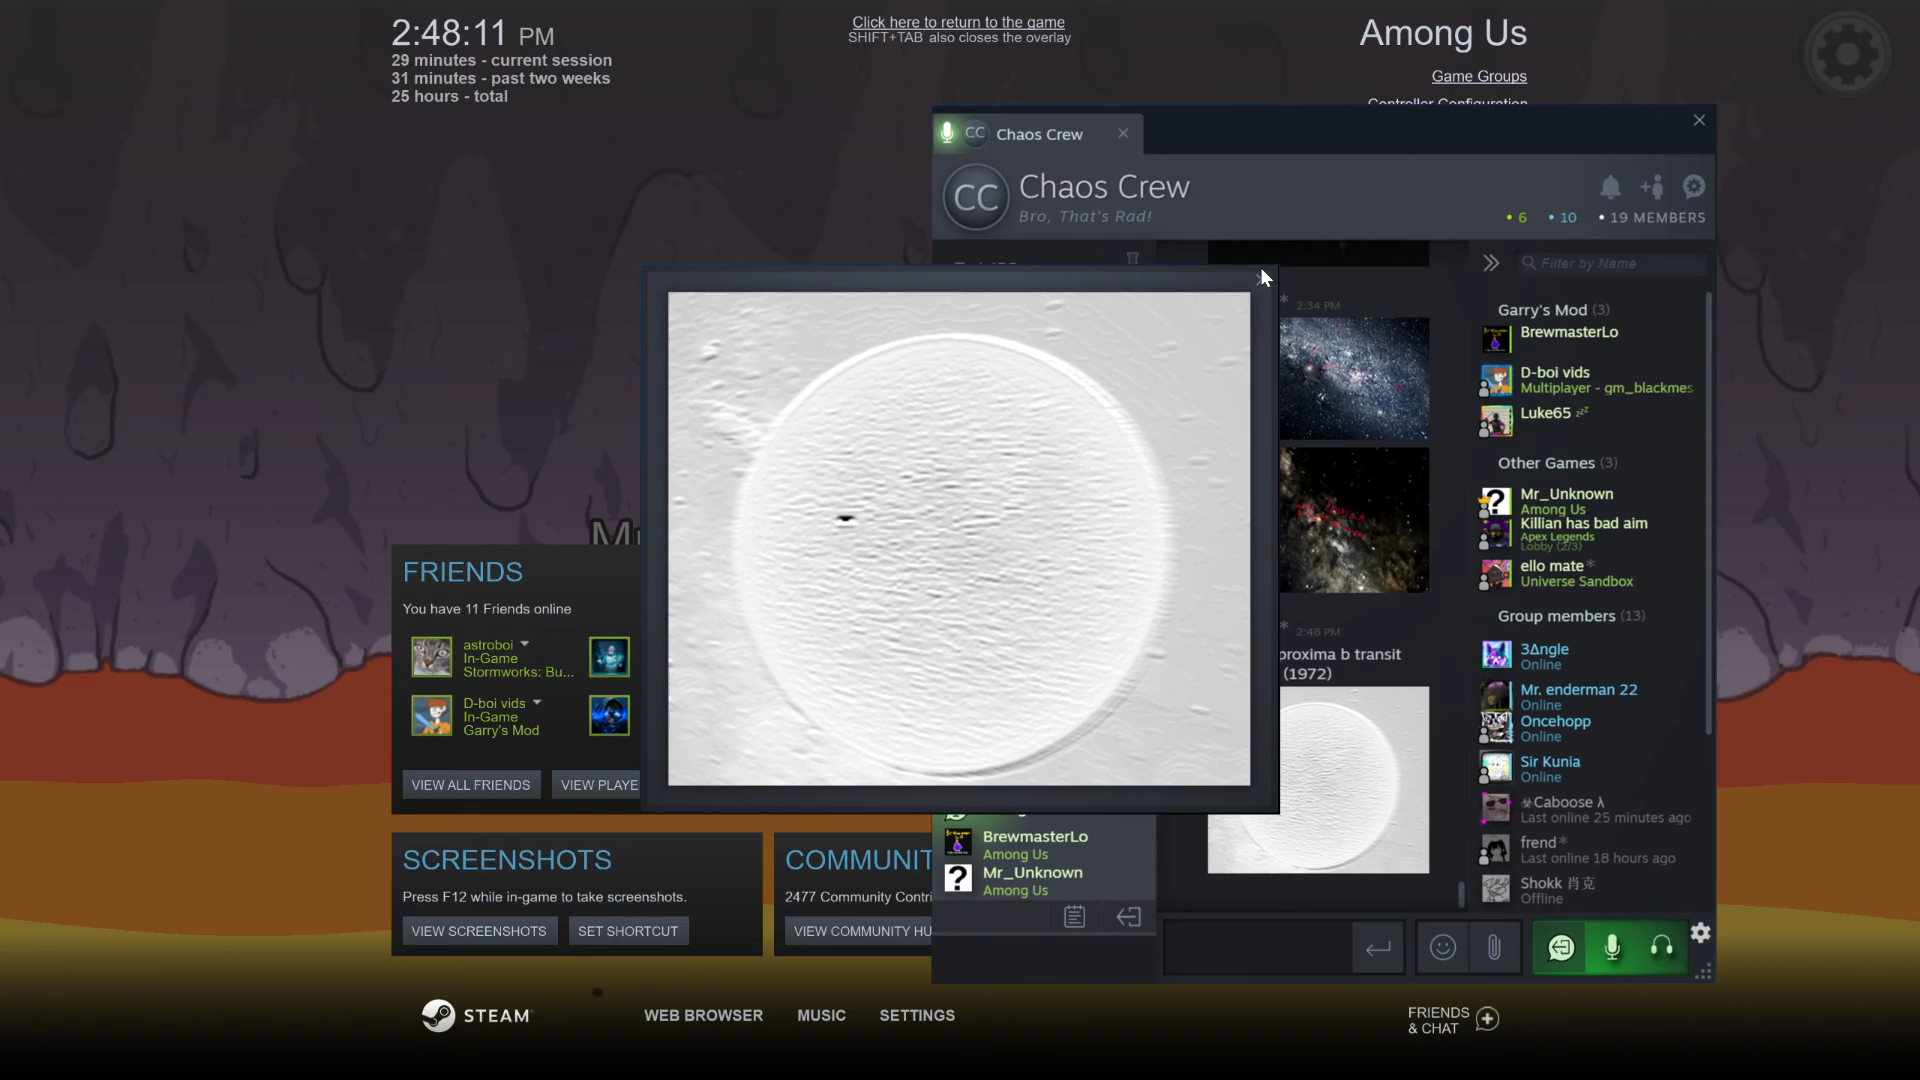 2:48:11 PM
29 minutes - current session
31 minutes - past two weeks
25 hours - total
Click here to return to the game
SHIFT+TAB also closes the overlay
Among Us
Game Groups
Controller Configuration
CC Chaos Crew
CC
Chaos Crew
Bro, That's Rad!
6 10 19 MEMBERS
Filter by Name
* 2:34 PM
* 2:48 PM
proxima b transit
(1972)
Garry's Mod (3)
BrewmasterLo
D-boi vids
Multiplayer - gm_blackmes
Luke65 zzz
Other Games (3)
Mr_Unknown
Among Us
Killian has bad aim
Apex Legends
Lobby (2/3)
ello mate *
Universe Sandbox
Group members (13)
3Δngle
Online
Mr. enderman 22
Online
Oncehopp
Online
Sir Kunia
Online
☣Caboose λ
Last online 25 minutes ago
frend *
Last online 18 hours ago
Shokk 肖克
Offline
FRIENDS
You have 11 Friends online
astroboi
In-Game
Stormworks: Bu...
D-boi vids
In-Game
Garry's Mod
VIEW ALL FRIENDS
VIEW PLAYE
SCREENSHOTS
Press F12 while in-game to take screenshots.
VIEW SCREENSHOTS
SET SHORTCUT
COMMUNIT
2477 Community Contri
VIEW COMMUNITY HU
BrewmasterLo
Among Us
Mr_Unknown
Among Us
STEAM
WEB BROWSER
MUSIC
SETTINGS
FRIENDS
& CHAT